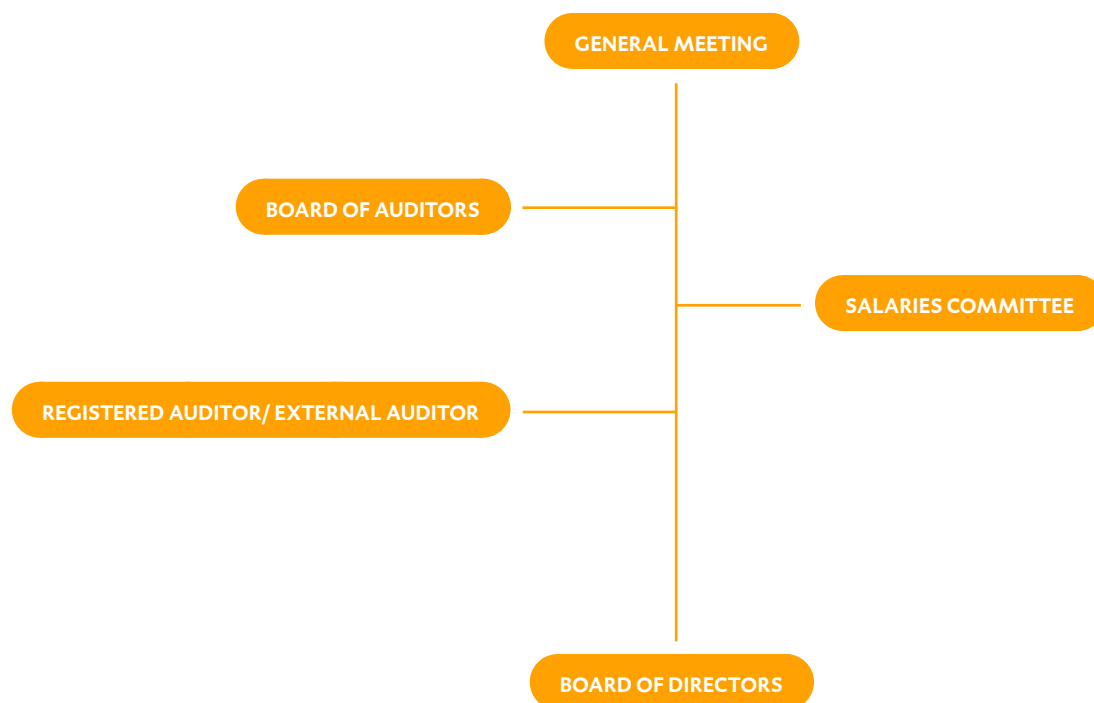 GENERAL MEETING
BOARD OF AUDITORS
SALARIES COMMITTEE
REGISTERED AUDITOR/ EXTERNAL AUDITOR
BOARD OF DIRECTORS